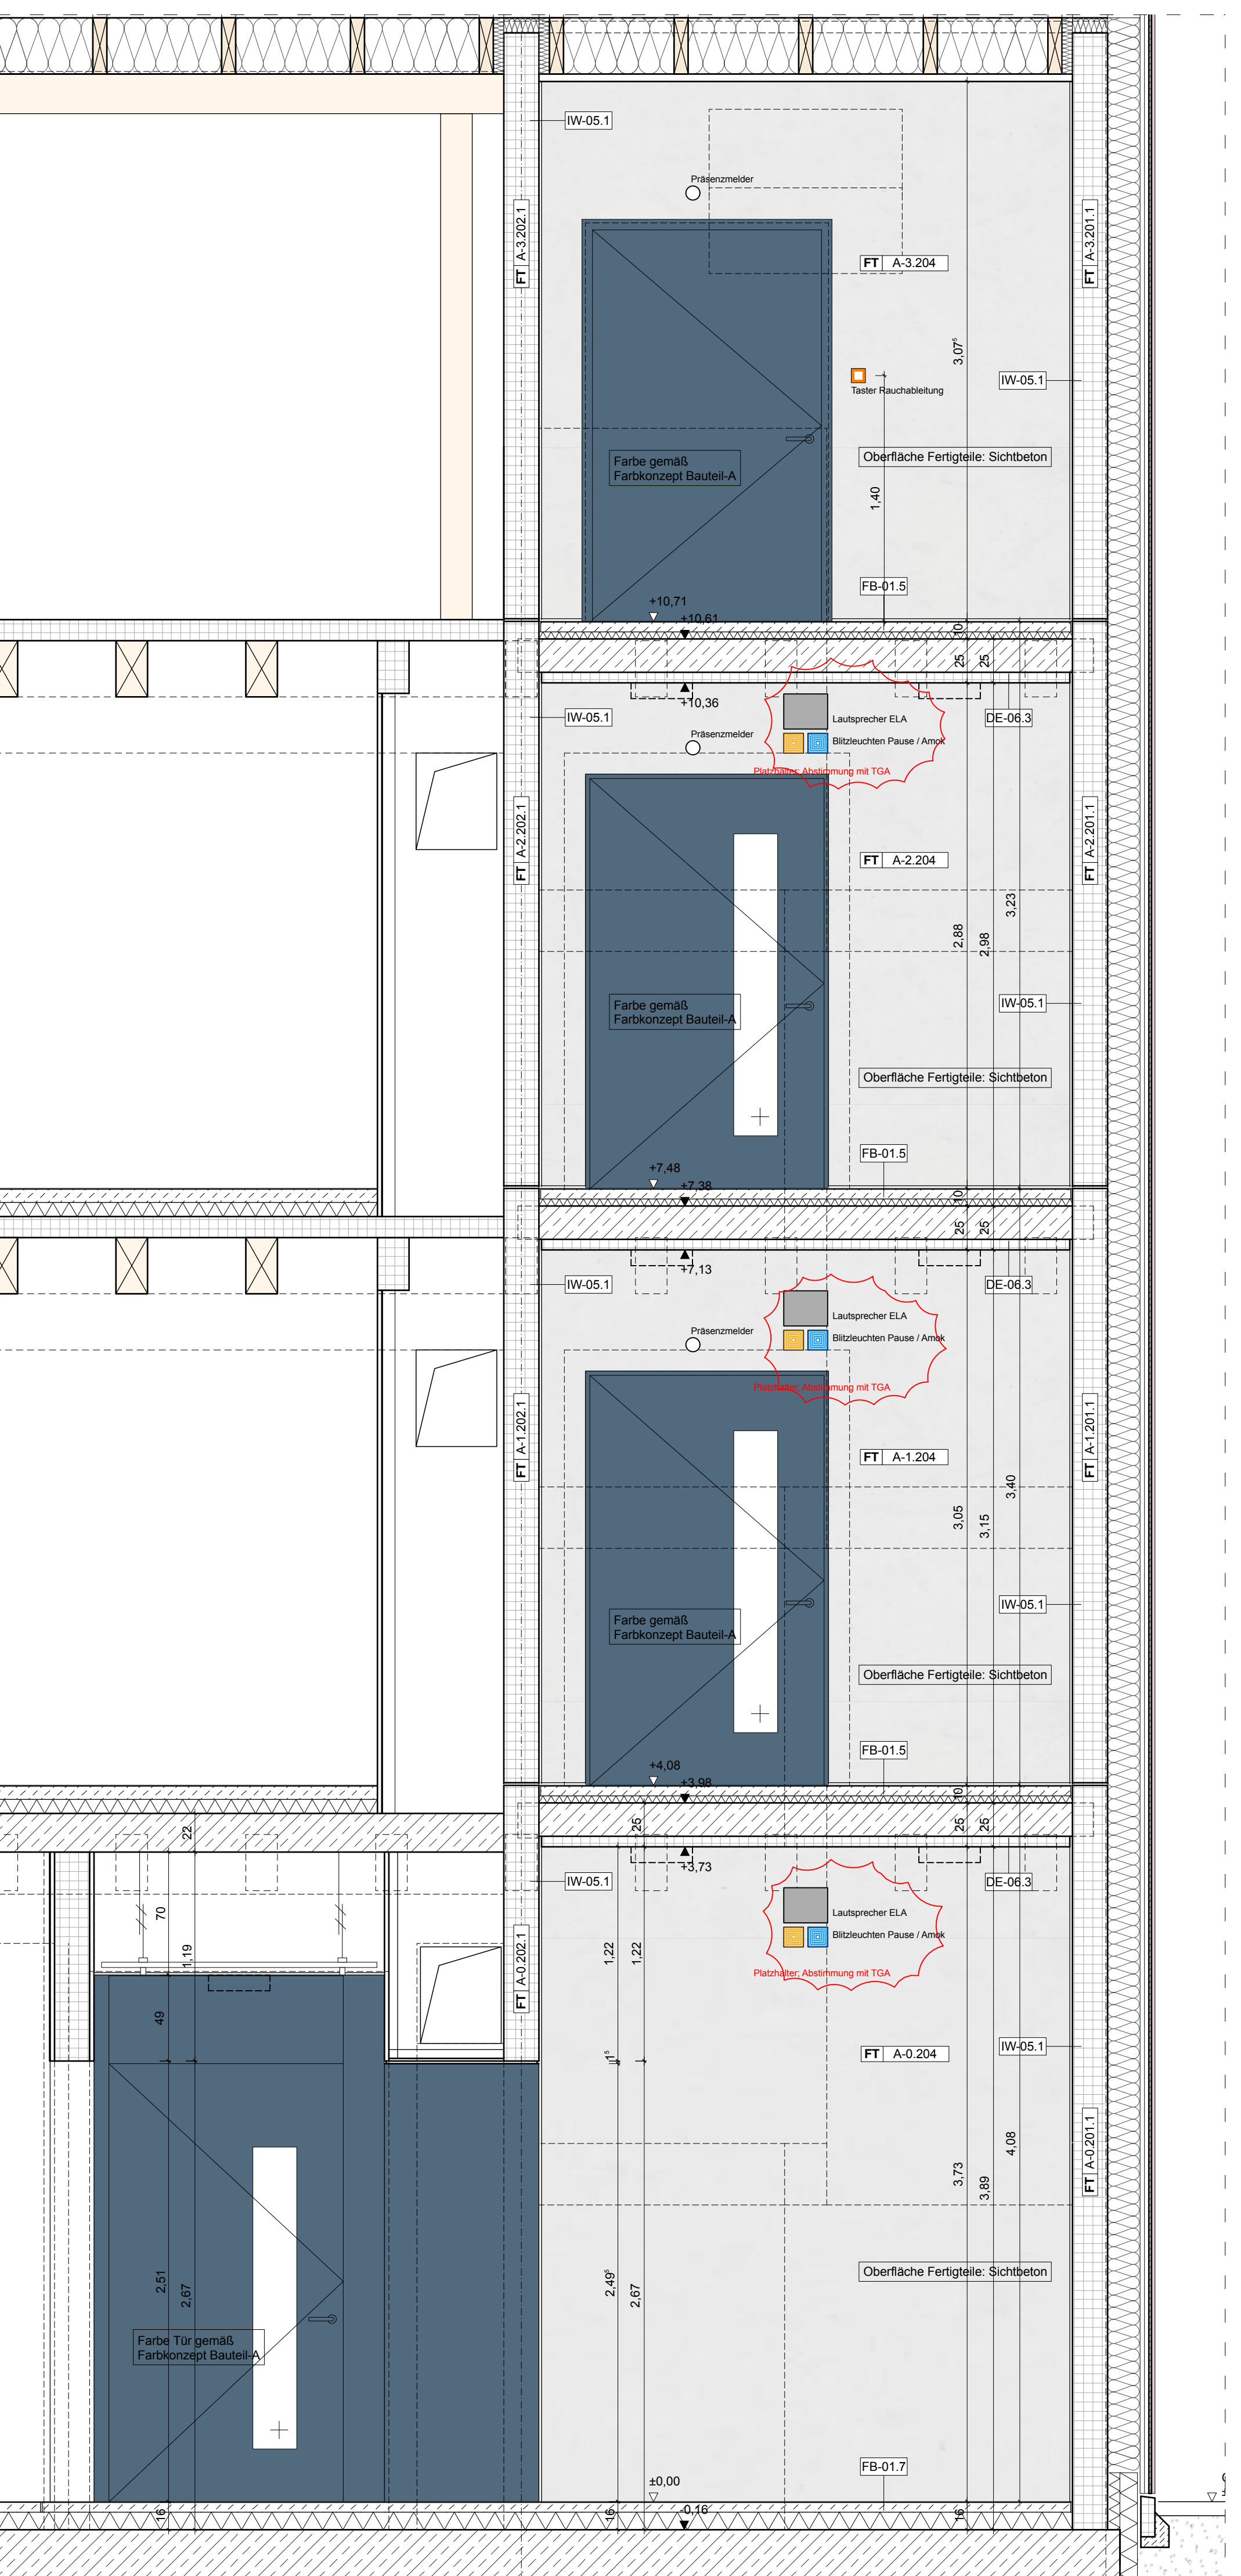 IW-05.1
Präsenzmelder
FT A-3.202.1
FT A-3.201.1
FT A-3.204
3,07⁵
IW-05.1
Taster Rauchableitung
Farbe gemäß
Farbkonzept Bauteil-A
Oberfläche Fertigteile: Sichtbeton
1,40
FB-01.5
+10,71
+10,61
10
25
25
+10,36
IW-05.1
DE-06.3
Lautsprecher ELA
Präsenzmelder
Blitzleuchten Pause / Amok
Platzhalter; Abstimmung mit TGA
FT A-2.202.1
FT A-2.201.1
FT A-2.204
3,23
2,88
2,98
Farbe gemäß
Farbkonzept Bauteil-A
IW-05.1
Oberfläche Fertigteile: Sichtbeton
FB-01.5
+7,48
+7,38
10
25
25
+7,13
IW-05.1
DE-06.3
Lautsprecher ELA
Präsenzmelder
Blitzleuchten Pause / Amok
Platzhalter; Abstimmung mit TGA
FT A-1.202.1
FT A-1.201.1
FT A-1.204
3,40
3,05
3,15
IW-05.1
Farbe gemäß
Farbkonzept Bauteil-A
Oberfläche Fertigteile: Sichtbeton
FB-01.5
+4,08
+3,98
10
22
25
25
25
+3,73
IW-05.1
DE-06.3
70
Lautsprecher ELA
Blitzleuchten Pause / Amok
1,19
1,22
1,22
Platzhalter; Abstimmung mit TGA
FT A-0.202.1
49
1⁵
FT A-0.204
IW-05.1
FT A-0.201.1
4,08
3,73
3,89
2,51
2,67
2,49⁵
2,67
Oberfläche Fertigteile: Sichtbeton
Farbe Tür gemäß
Farbkonzept Bauteil-A
FB-01.7
±0,00
-0,16
16
16
16